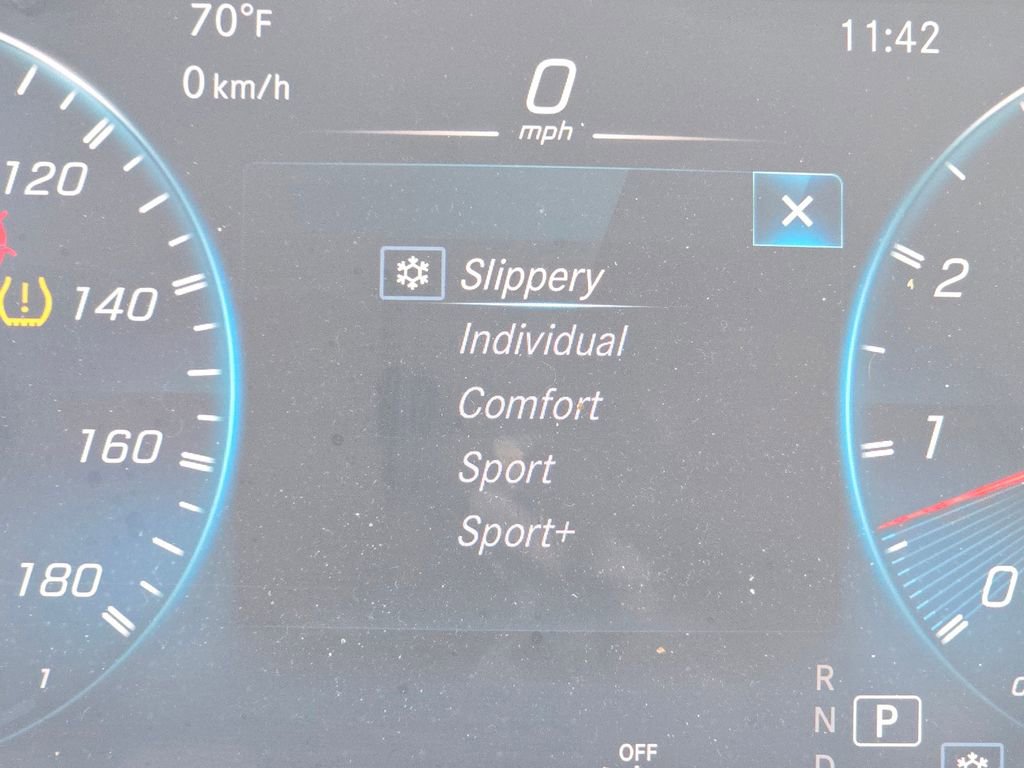 70°F
11:42
0 km/h
0
mph
120
140
160
180
1
Slippery
Individual
Comfort
Sport
Sport+
2
1
0
R
N
P
D
OFF